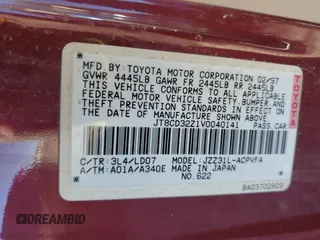 MFD.BY: TOYOTA MOTOR CORPORATION 02/97
GVWR 4445LB GAWR FR 2445LB RR 2445LB
THIS VEHICLE CONFORMS TO ALL APPLICABLE
FEDERAL MOTOR VEHICLE SAFETY,BUMPER,AND
THEFT PREVENTION STANDARDS IN EFFECT ON THE
DATE OF MANUFACTURE SHOWN ABOVE.
JT8CD32Z1V0040141 PASS.CAR
TOYOTA
C/TR: 3L4/LD07 MODEL: JZZ31L-ACPVFA
A/TM: A01A/A340E MADE IN JAPAN
NO.622
BA03702809
DREAMBID